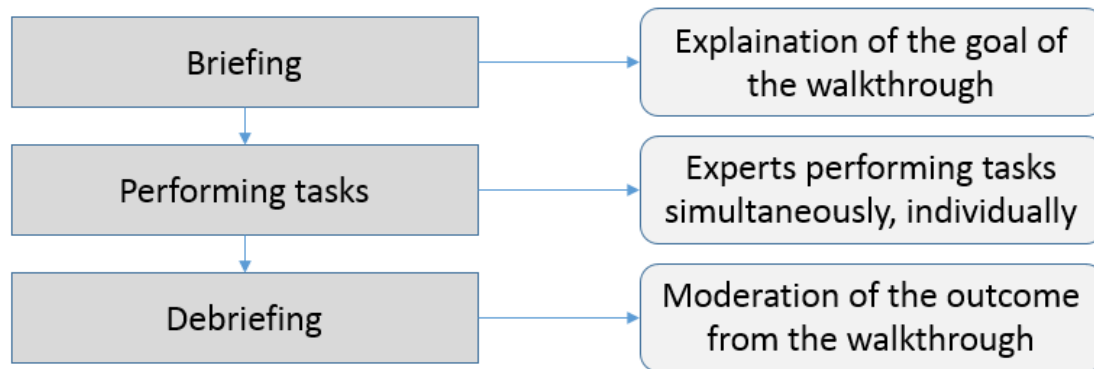 Briefing
Explaination of the goal of
the walkthrough
Performing tasks
Experts performing tasks
simultaneously, individually
Debriefing
Moderation of the outcome
from the walkthrough